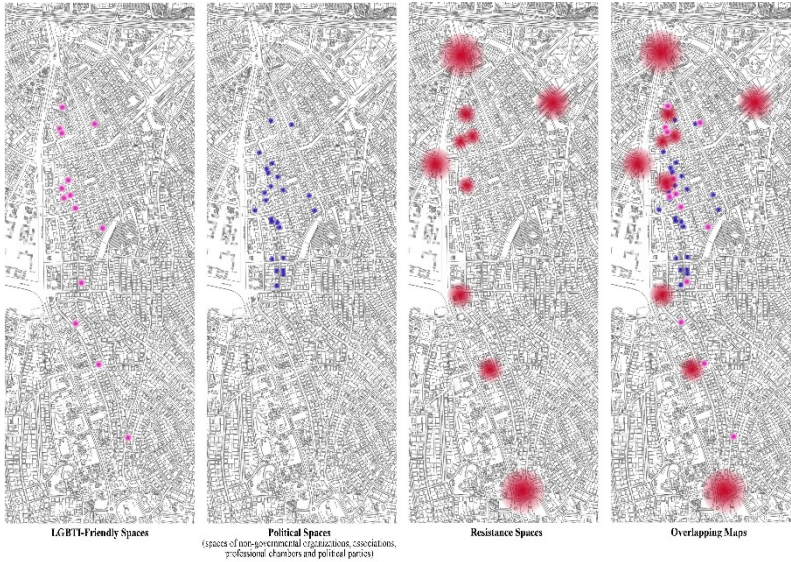 LGBTI-Friendly Spaces
Political Spaces
(spaces of non-governmental organizations, associations,
professional chambers and political parties)
Resistance Spaces
Overlapping Maps